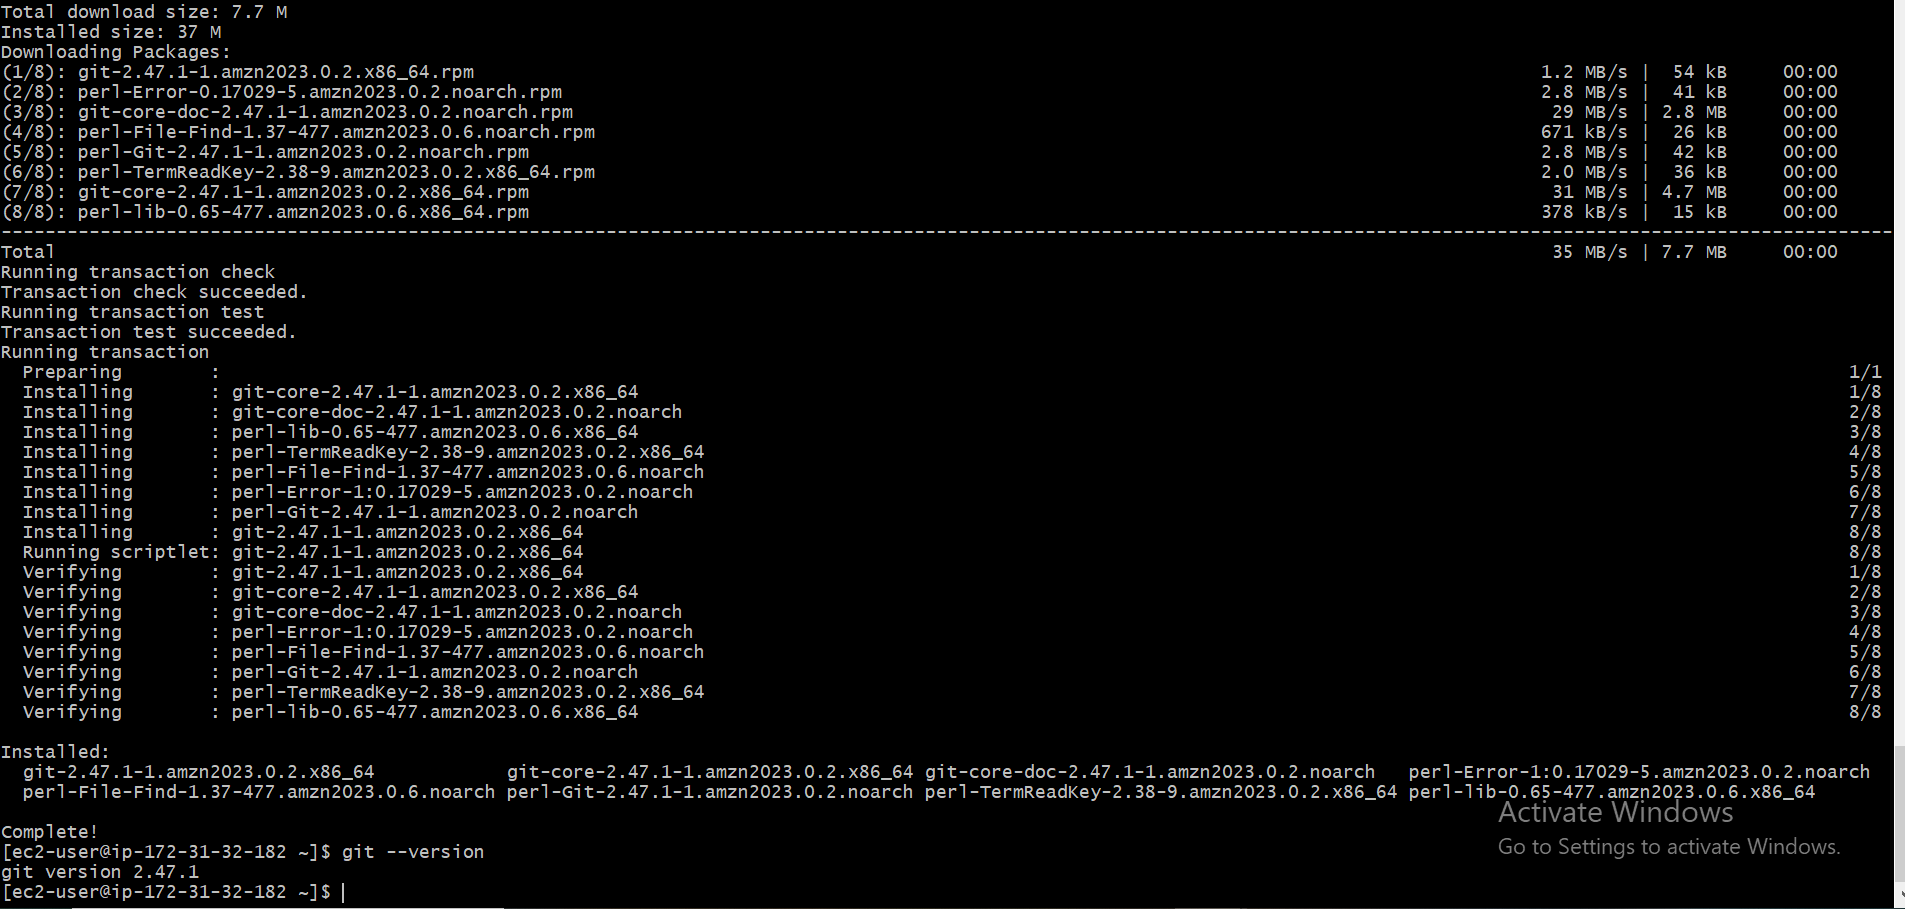 Total download size: 7.7 M
Installed size: 37 M
Downloading Packages:
(1/8): git-2.47.1-1.amzn2023.0.2.x86_64.rpm 1.2 MB/s | 54 kB 00:00
(2/8): perl-Error-0.17029-5.amzn2023.0.2.noarch.rpm 2.8 MB/s | 41 kB 00:00
(3/8): git-core-doc-2.47.1-1.amzn2023.0.2.noarch.rpm 29 MB/s | 2.8 MB 00:00
(4/8): perl-File-Find-1.37-477.amzn2023.0.6.noarch.rpm 671 kB/s | 26 kB 00:00
(5/8): perl-Git-2.47.1-1.amzn2023.0.2.noarch.rpm 2.8 MB/s | 42 kB 00:00
(6/8): perl-TermReadKey-2.38-9.amzn2023.0.2.x86_64.rpm 2.0 MB/s | 36 kB 00:00
(7/8): git-core-2.47.1-1.amzn2023.0.2.x86_64.rpm 31 MB/s | 4.7 MB 00:00
(8/8): perl-lib-0.65-477.amzn2023.0.6.x86_64.rpm 378 kB/s | 15 kB 00:00
--------------------------------------------------------------------------------
Total 35 MB/s | 7.7 MB 00:00
Running transaction check
Transaction check succeeded.
Running transaction test
Transaction test succeeded.
Running transaction
Preparing : 1/1
Installing : git-core-2.47.1-1.amzn2023.0.2.x86_64 1/8
Installing : git-core-doc-2.47.1-1.amzn2023.0.2.noarch 2/8
Installing : perl-lib-0.65-477.amzn2023.0.6.x86_64 3/8
Installing : perl-TermReadKey-2.38-9.amzn2023.0.2.x86_64 4/8
Installing : perl-File-Find-1.37-477.amzn2023.0.6.noarch 5/8
Installing : perl-Error-1:0.17029-5.amzn2023.0.2.noarch 6/8
Installing : perl-Git-2.47.1-1.amzn2023.0.2.noarch 7/8
Installing : git-2.47.1-1.amzn2023.0.2.x86_64 8/8
Running scriptlet: git-2.47.1-1.amzn2023.0.2.x86_64 8/8
Verifying : git-2.47.1-1.amzn2023.0.2.x86_64 1/8
Verifying : git-core-2.47.1-1.amzn2023.0.2.x86_64 2/8
Verifying : git-core-doc-2.47.1-1.amzn2023.0.2.noarch 3/8
Verifying : perl-Error-1:0.17029-5.amzn2023.0.2.noarch 4/8
Verifying : perl-File-Find-1.37-477.amzn2023.0.6.noarch 5/8
Verifying : perl-Git-2.47.1-1.amzn2023.0.2.noarch 6/8
Verifying : perl-TermReadKey-2.38-9.amzn2023.0.2.x86_64 7/8
Verifying : perl-lib-0.65-477.amzn2023.0.6.x86_64 8/8
Installed:
git-2.47.1-1.amzn2023.0.2.x86_64 git-core-2.47.1-1.amzn2023.0.2.x86_64 git-core-doc-2.47.1-1.amzn2023.0.2.noarch perl-Error-1:0.17029-5.amzn2023.0.2.noarch
perl-File-Find-1.37-477.amzn2023.0.6.noarch perl-Git-2.47.1-1.amzn2023.0.2.noarch perl-TermReadKey-2.38-9.amzn2023.0.2.x86_64 perl-lib-0.65-477.amzn2023.0.6.x86_64
Activate Windows
Complete!
[ec2-user@ip-172-31-32-182 ~]$ git --version
Go to Settings to activate Windows.
git version 2.47.1
[ec2-user@ip-172-31-32-182 ~]$